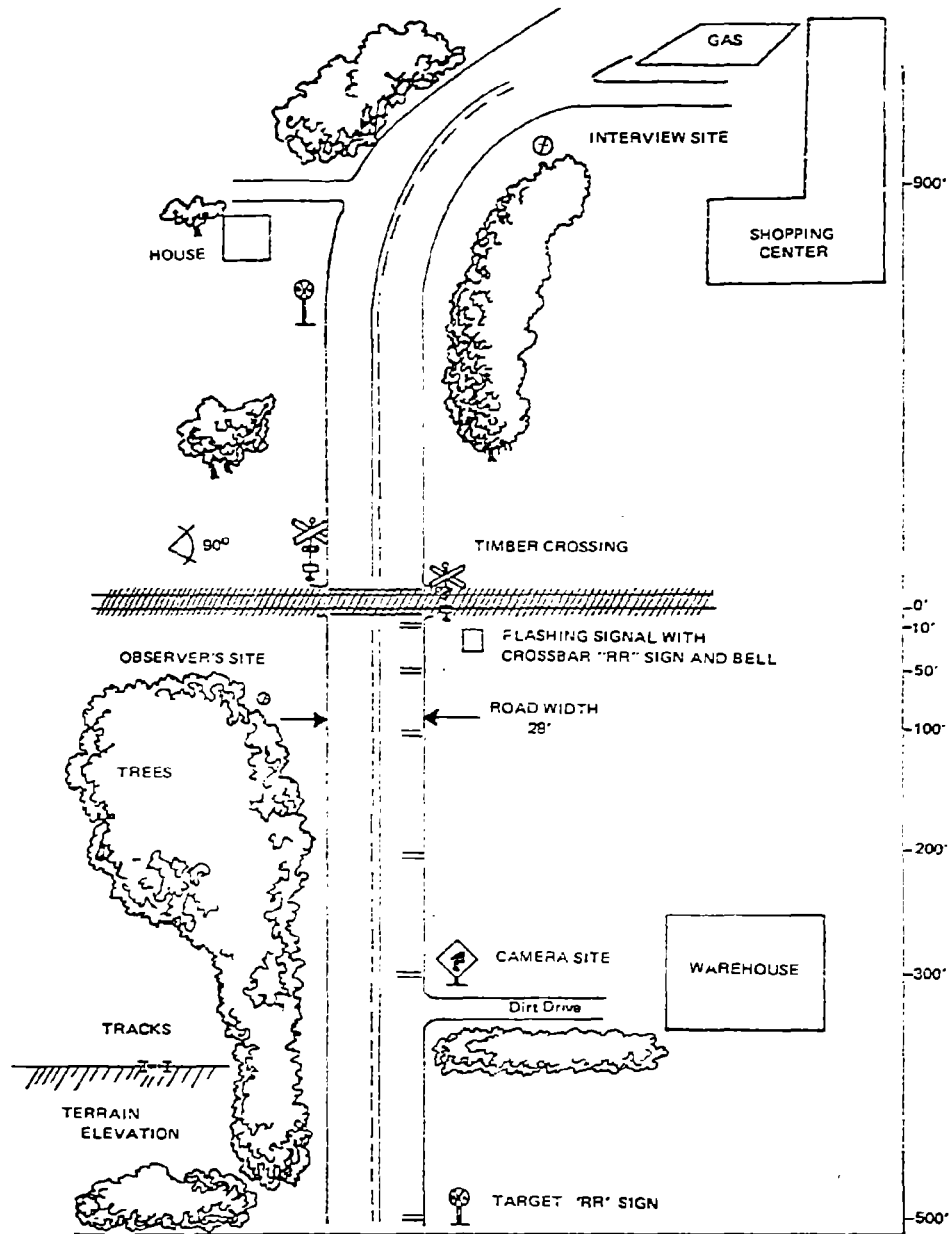 GAS
INTERVIEW SITE
900'
SHOPPING
CENTER
HOUSE
90°
TIMBER CROSSING
0'
10'
FLASHING SIGNAL WITH
CROSSBAR "RR" SIGN AND BELL
OBSERVER'S SITE
50'
ROAD WIDTH
28'
100'
TREES
200'
CAMERA SITE
WAREHOUSE
300'
Dirt Drive
TRACKS
TERRAIN
ELEVATION
TARGET "RR" SIGN
500'